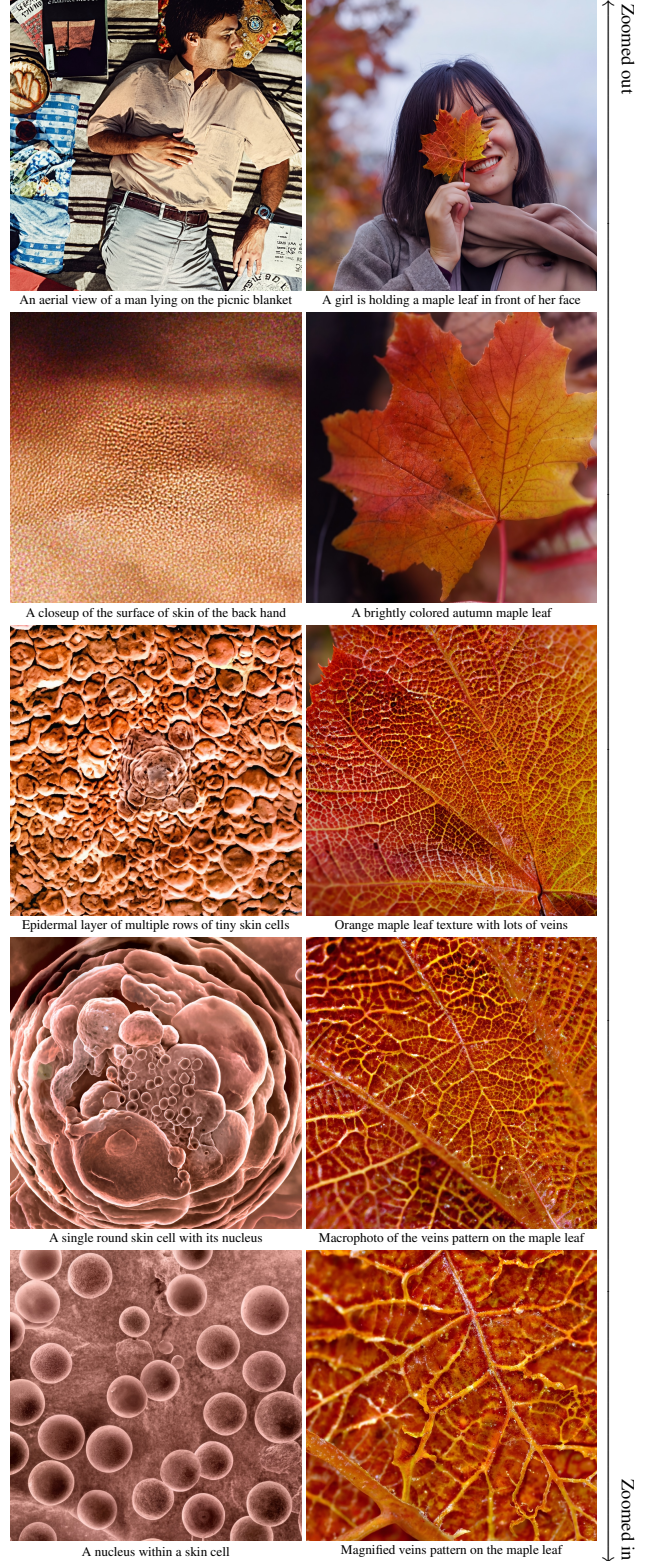 Zoomed out
An aerial view of a man lying on the picnic blanket
A girl is holding a maple leaf in front of her face
A closeup of the surface of skin of the back hand
A brightly colored autumn maple leaf
Epidermal layer of multiple rows of tiny skin cells
Orange maple leaf texture with lots of veins
A single round skin cell with its nucleus
Macrophoto of the veins pattern on the maple leaf
A nucleus within a skin cell
Magnified veins pattern on the maple leaf
Zoomed in